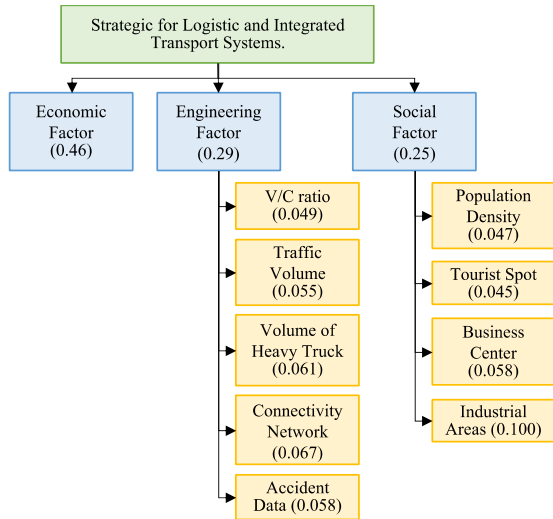 Strategic for Logistic and Integrated
Transport Systems.
Economic
Factor
(0.46)
Engineering
Factor
(0.29)
Social
Factor
(0.25)
V/C ratio
(0.049)
Traffic
Volume
(0.055)
Volume of
Heavy Truck
(0.061)
Connectivity
Network
(0.067)
Accident
Data (0.058)
Population
Density
(0.047)
Tourist Spot
(0.045)
Business
Center
(0.058)
Industrial
Areas (0.100)